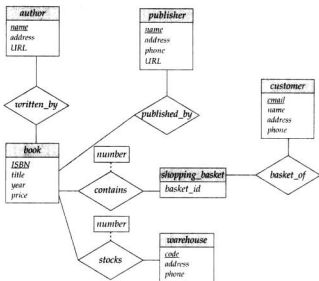 author
name
address
URL
publisher
name
address
phone
URL
customer
email
name
address
phone
written_by
published_by
book
ISBN
title
year
price
number
contains
shopping_basket
basket_id
basket_of
number
stocks
warehouse
code
address
phone